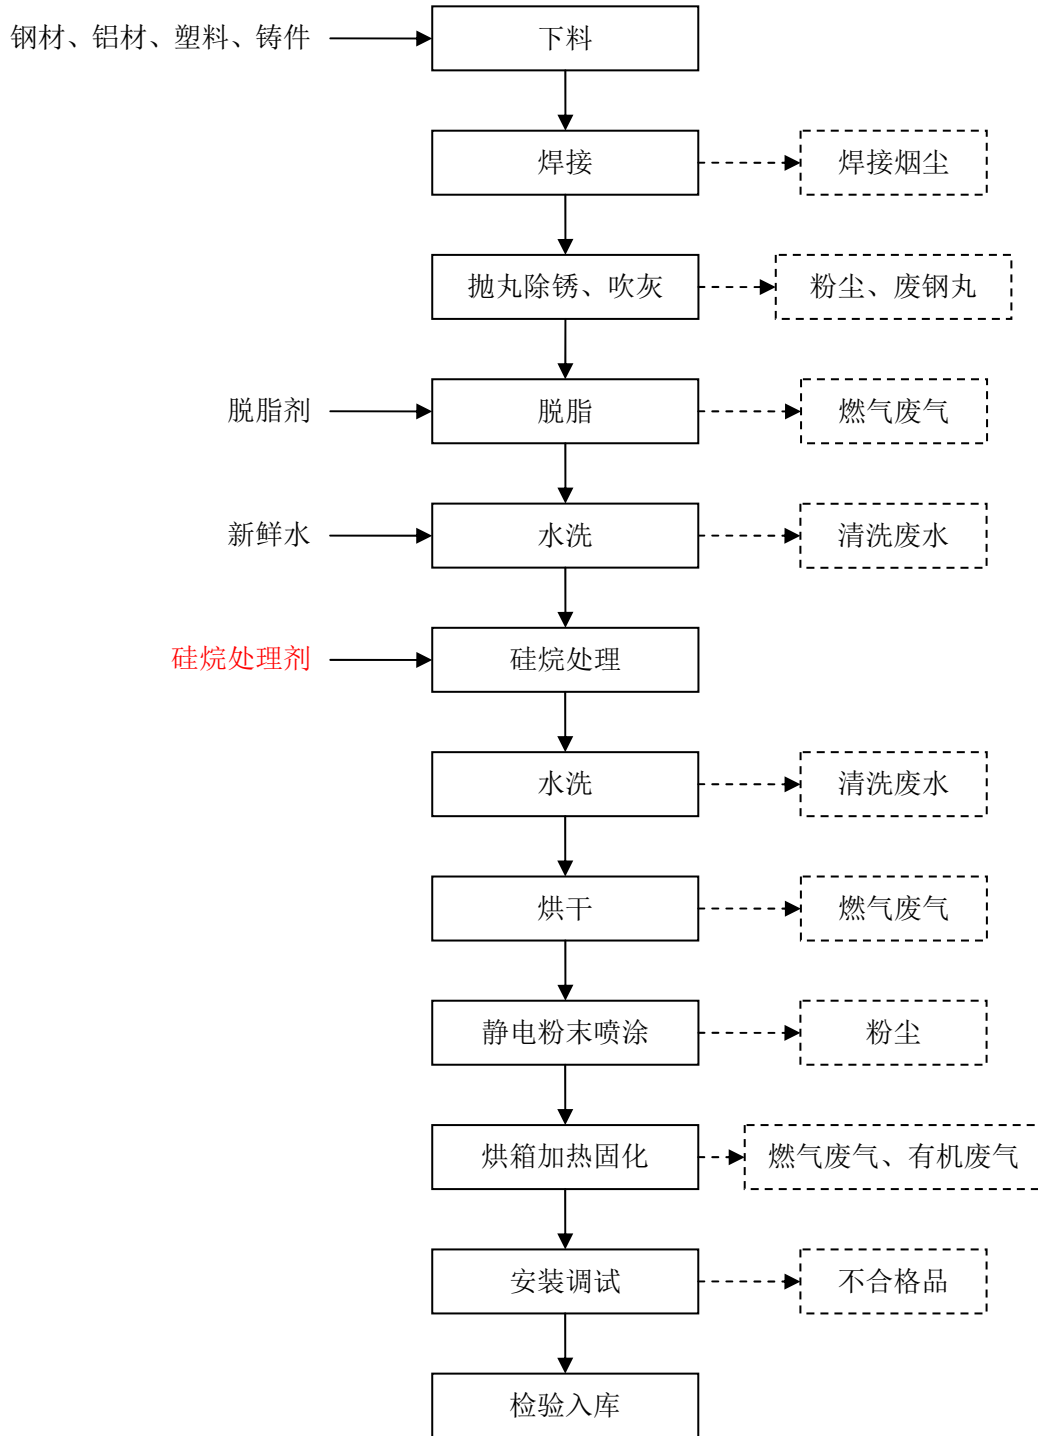 钢材、铝材、塑料、铸件
下料
焊接
焊接烟尘
抛丸除锈、吹灰
粉尘、废钢丸
脱脂剂
脱脂
燃气废气
新鲜水
水洗
清洗废水
硅烷处理剂
硅烷处理
水洗
清洗废水
烘干
燃气废气
静电粉末喷涂
粉尘
烘箱加热固化
燃气废气、有机废气
安装调试
不合格品
检验入库